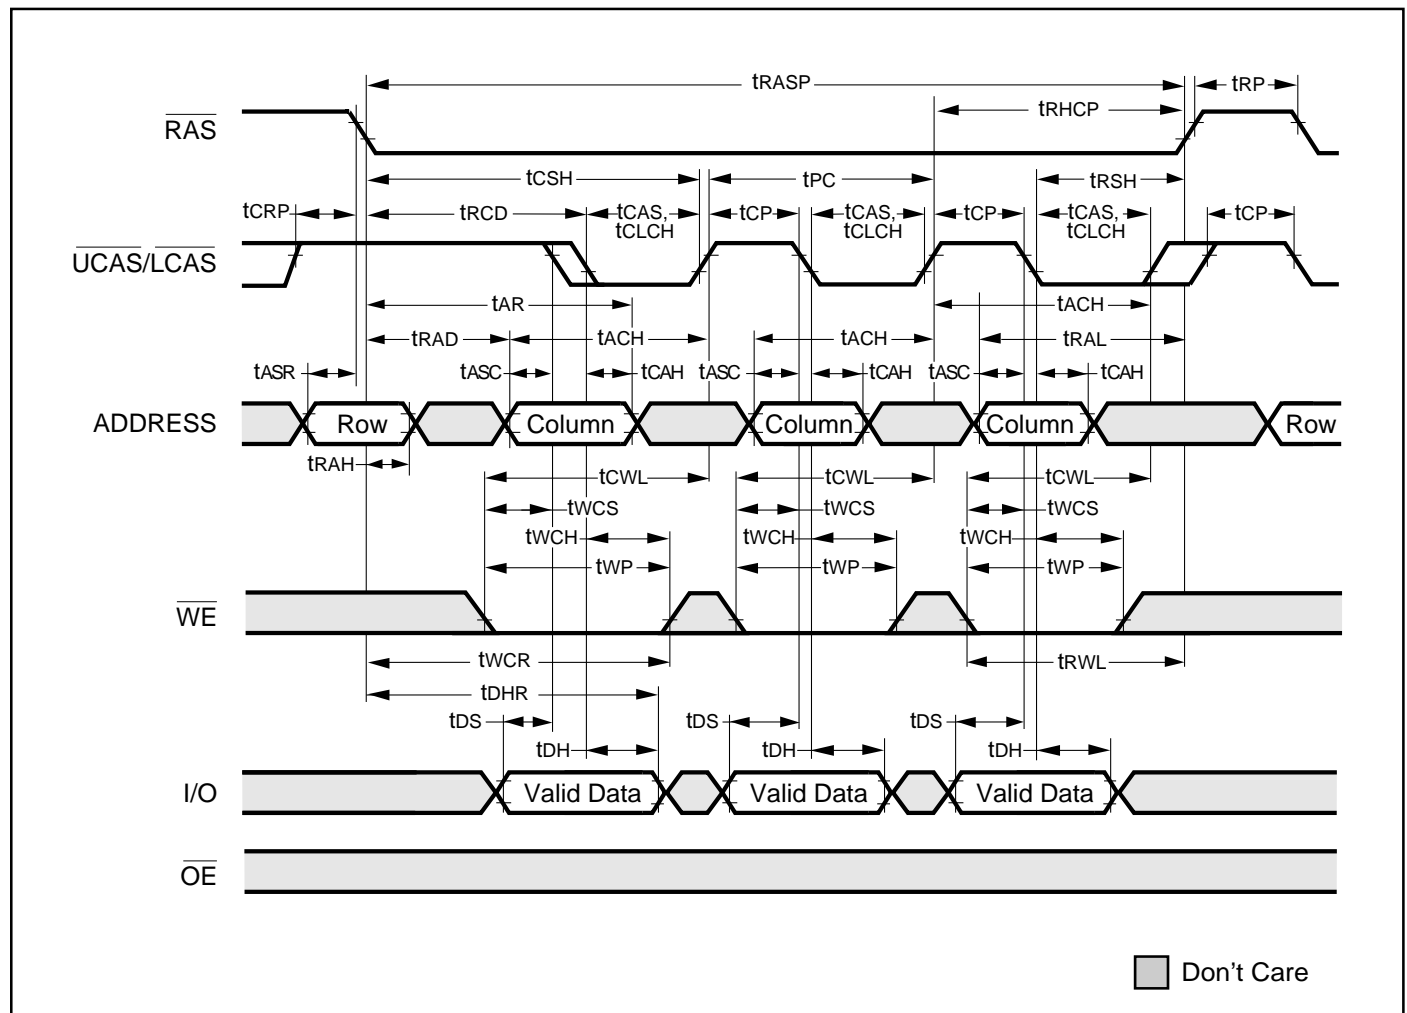 tRASP tRP
tRHCP
RAS
tCSH tPC tRSH
tCRP tRCD tCAS, tCLCH tCP tCAS, tCLCH tCP tCAS, tCLCH tCP
UCAS/LCAS
tAR tACH
tRAD tACH tACH tRAL
tASR tASC tCAH tASC tCAH tASC tCAH
ADDRESS Row Column Column Column Row
tRAH tCWL tCWL tCWL
tWCS tWCS tWCS
tWCH tWCH tWCH
tWP tWP tWP
WE
tWCR tRWL
tDHR
tDS tDS tDS
tDH tDH tDH
I/O Valid Data Valid Data Valid Data
OE
Don't Care